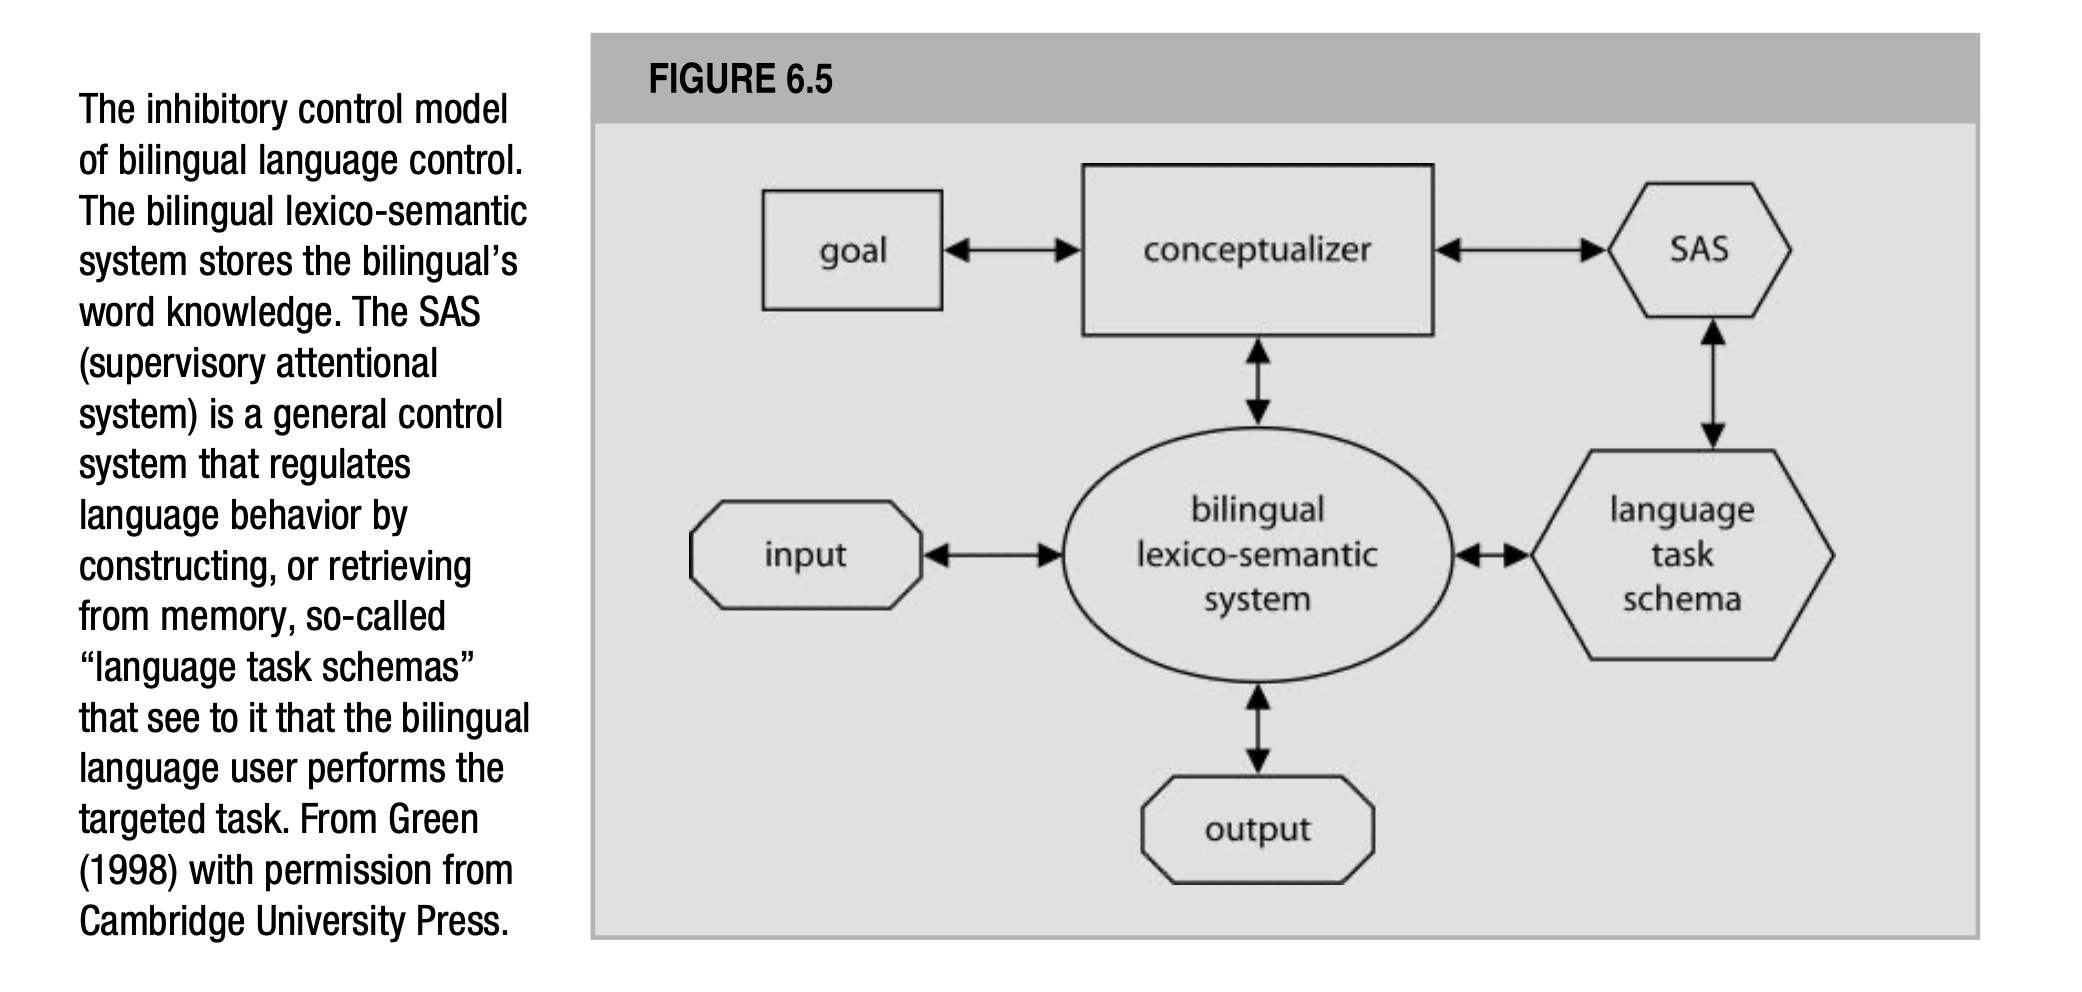 The inhibitory control model
of bilingual language control.
The bilingual lexico-semantic
system stores the bilingual’s
word knowledge. The SAS
(supervisory attentional
system) is a general control
system that regulates
language behavior by
constructing, or retrieving
from memory, so-called
“language task schemas”
that see to it that the bilingual
language user performs the
targeted task. From Green
(1998) with permission from
Cambridge University Press.
FIGURE 6.5
goal
conceptualizer
SAS
input
bilingual
lexico-semantic
system
language
task
schema
output